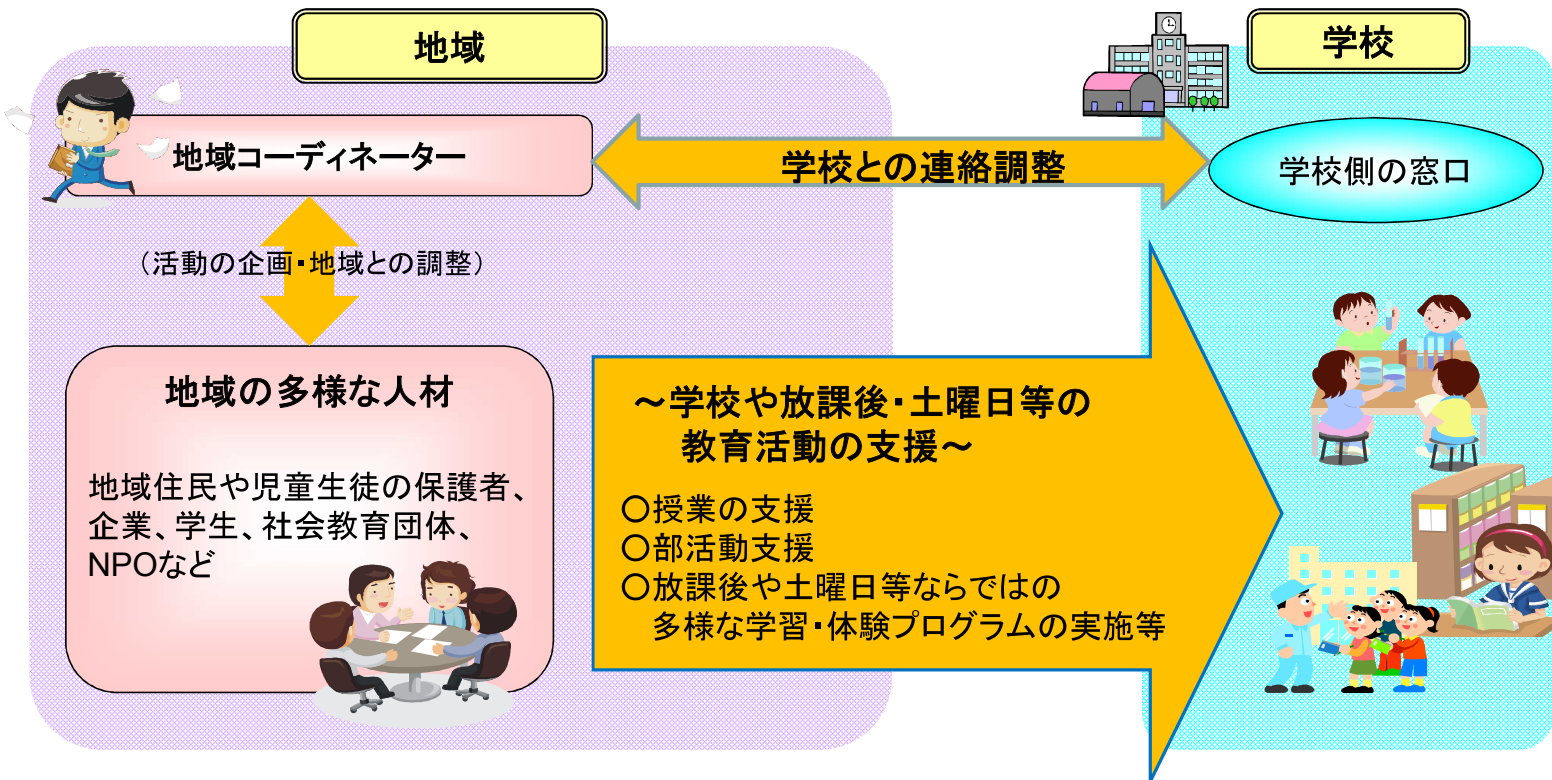 地域
学校
地域コーディネーター
学校との連絡調整
学校側の窓口
（活動の企画・地域との調整）
地域の多様な人材
地域住民や児童生徒の保護者、
企業、学生、社会教育団体、
NPOなど
～学校や放課後・土曜日等の
教育活動の支援～
○授業の支援
○部活動支援
○放課後や土曜日等ならではの
多様な学習・体験プログラムの実施等